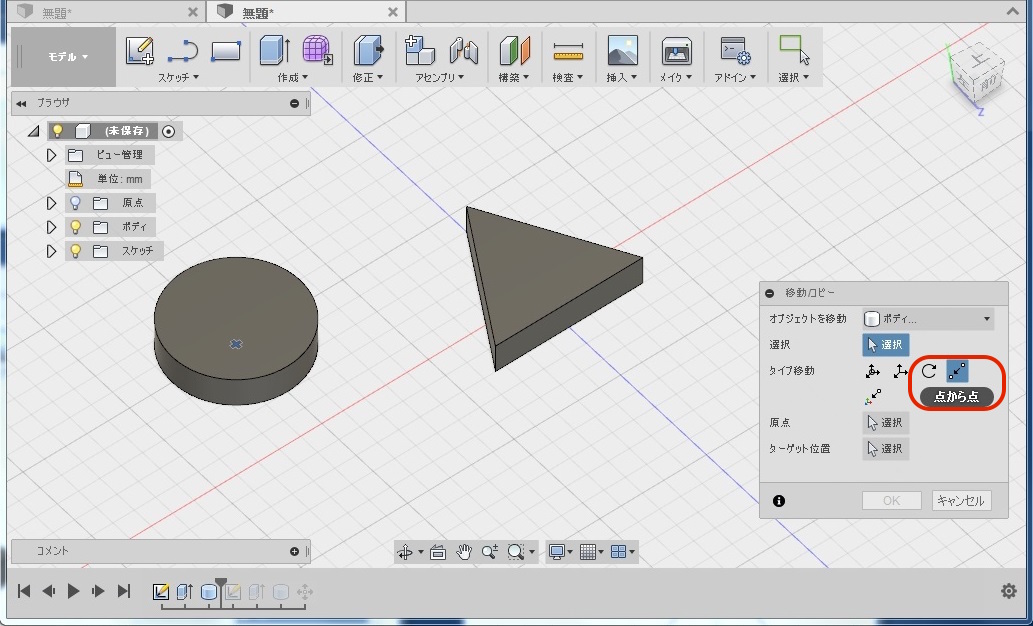 無題*
無題*
モデル
スケッチ
作成
修正
アセンブリ
構築
検査
挿入
メイク
アドイン
選択
ブラウザ
(未保存)
ビュー管理
単位: mm
原点
ボディ
スケッチ
Z
移動/コピー
オブジェクトを移動
ボディ...
選択
選択
タイプ移動
点から点
原点
選択
ターゲット位置
選択
OK
キャンセル
コメント